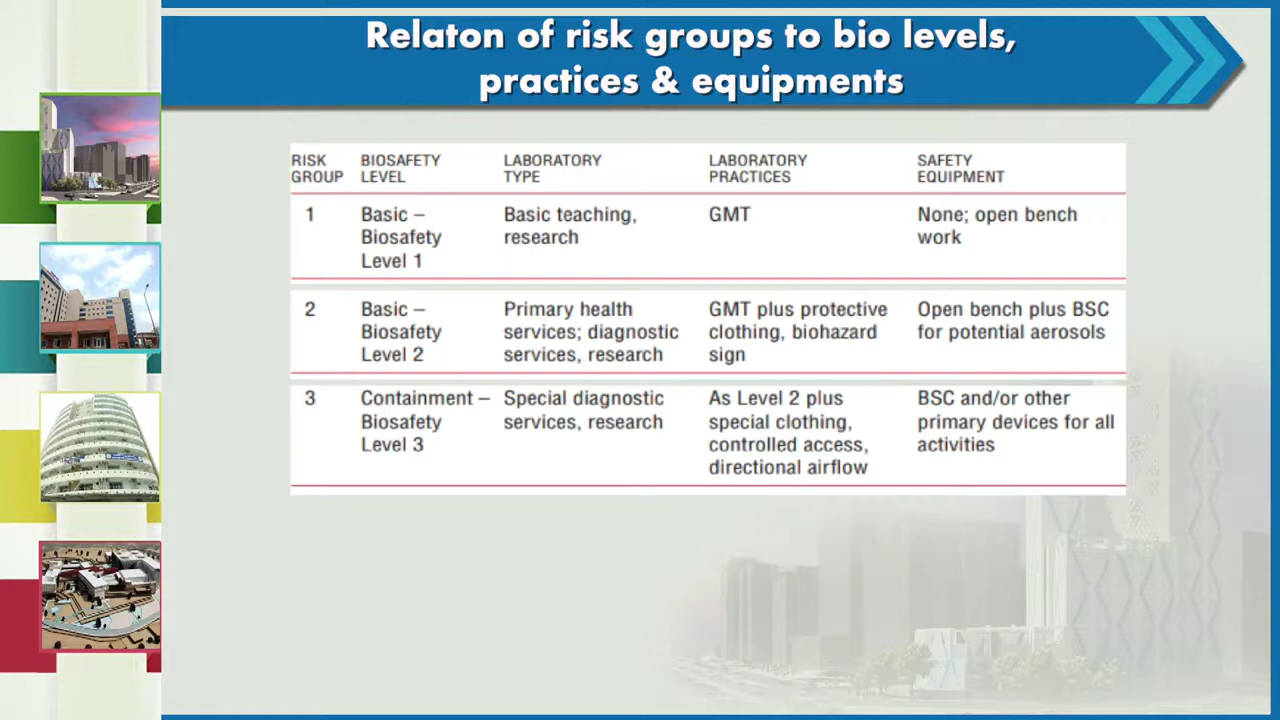 Relaton of risk groups to bio levels,
practices & equipments
RISK GROUP BIOSAFETY LEVEL LABORATORY TYPE LABORATORY PRACTICES SAFETY EQUIPMENT
1 Basic – Basic teaching, GMT None; open bench
Biosafety research work
Level 1
2 Basic – Primary health GMT plus protective Open bench plus BSC
Biosafety services; diagnostic clothing, biohazard for potential aerosols
Level 2 services, research sign
3 Containment – Special diagnostic As Level 2 plus BSC and/or other
Biosafety services, research special clothing, primary devices for all
Level 3 controlled access, activities
directional airflow